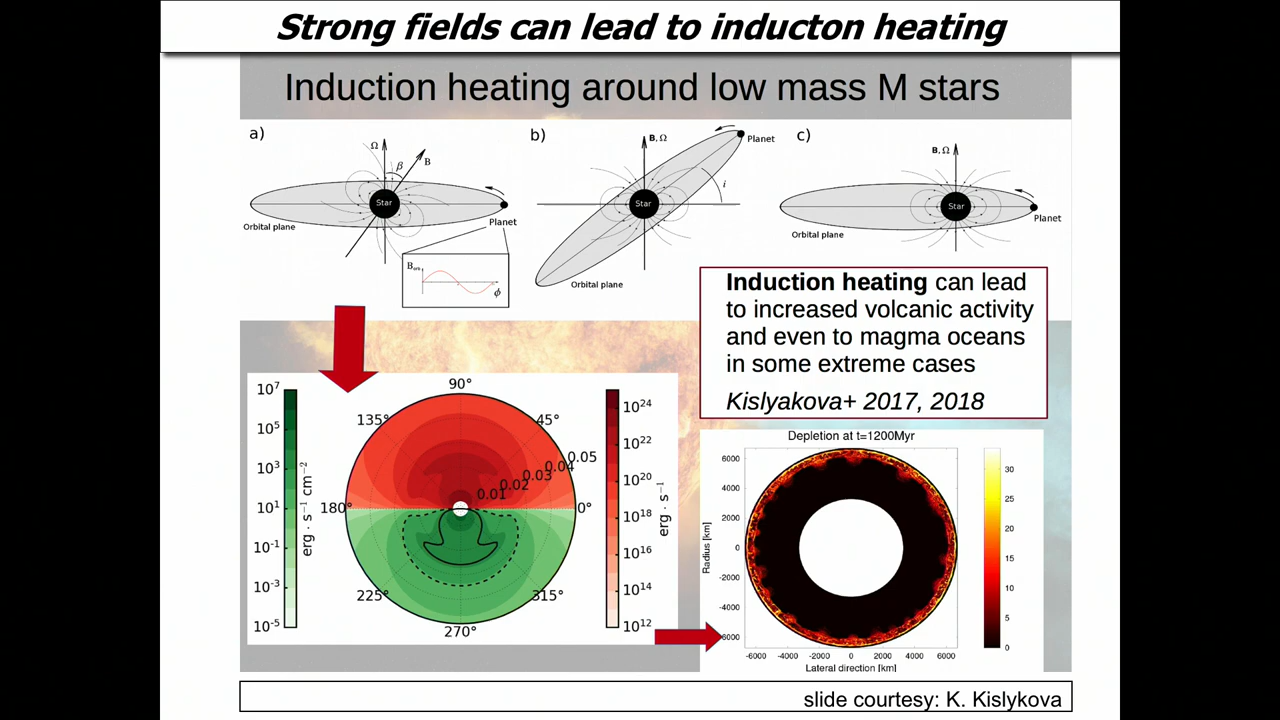 Strong fields can lead to inducton heating
Induction heating around low mass M stars
a)
Ω
β
B
Star
Planet
Orbital plane
B
ϕ
b)
B, Ω
Planet
i
Star
Orbital plane
c)
B, Ω
Star
Planet
Orbital plane
Induction heating can lead
to increased volcanic activity
and even to magma oceans
in some extreme cases
Kislyakova+ 2017, 2018
10⁷
10⁵
10³
10¹
10⁻¹
10⁻³
10⁻⁵
erg · s⁻¹ cm⁻²
90°
135°
45°
180°
0°
225°
315°
270°
0.01
0.02
0.03
0.04
0.05
10²⁴
10²²
10²⁰
10¹⁸
10¹⁶
10¹⁴
10¹²
erg · s⁻¹
Depletion at t=1200Myr
Radius [km]
6000
4000
2000
0
-2000
-4000
-6000
-6000 -4000 -2000 0 2000 4000 6000
Lateral direction [km]
30
25
20
15
10
5
0
slide courtesy: K. Kislykova